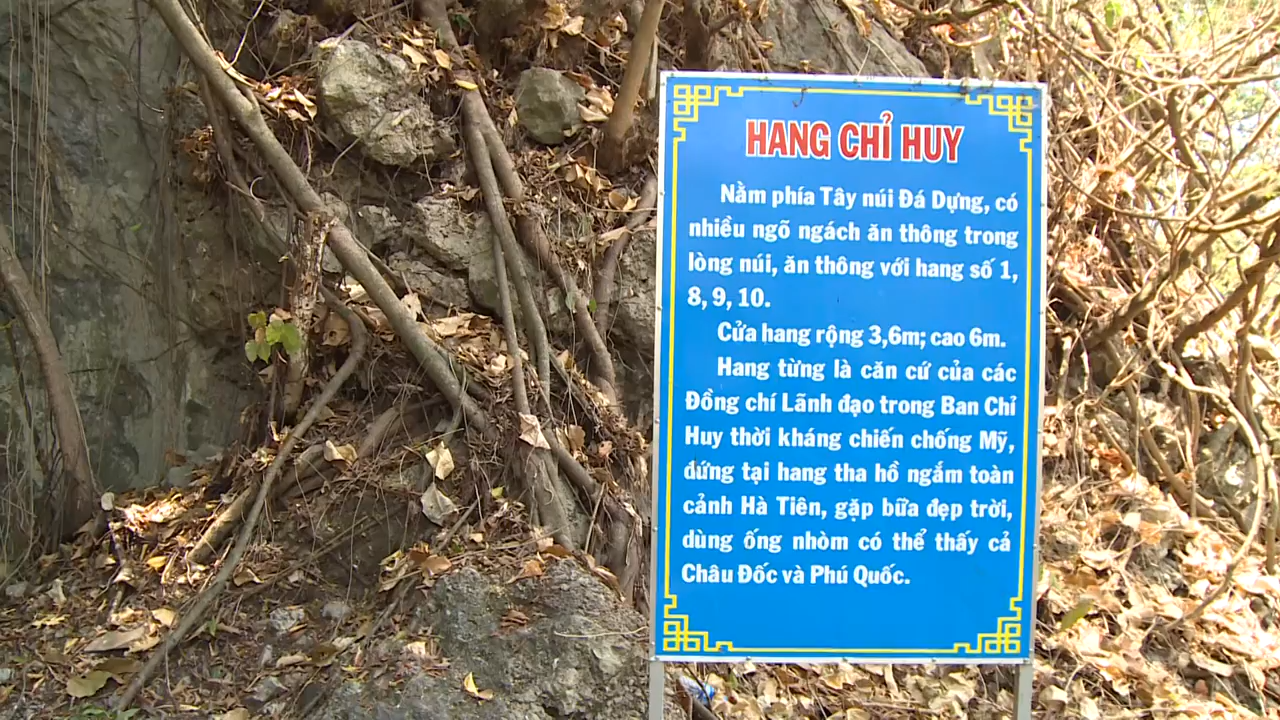 HANG CHỈ HUY
Nằm phía Tây núi Đá Dựng, có
nhiều ngõ ngách ăn thông trong
lòng núi, ăn thông với hang số 1,
8, 9, 10.
Cửa hang rộng 3,6m; cao 6m.
Hang từng là căn cứ của các
Đồng chí Lãnh đạo trong Ban Chỉ
Huy thời kháng chiến chống Mỹ,
đứng tại hang tha hồ ngắm toàn
cảnh Hà Tiên, gặp bữa đẹp trời,
dùng ống nhòm có thể thấy cả
Châu Đốc và Phú Quốc.